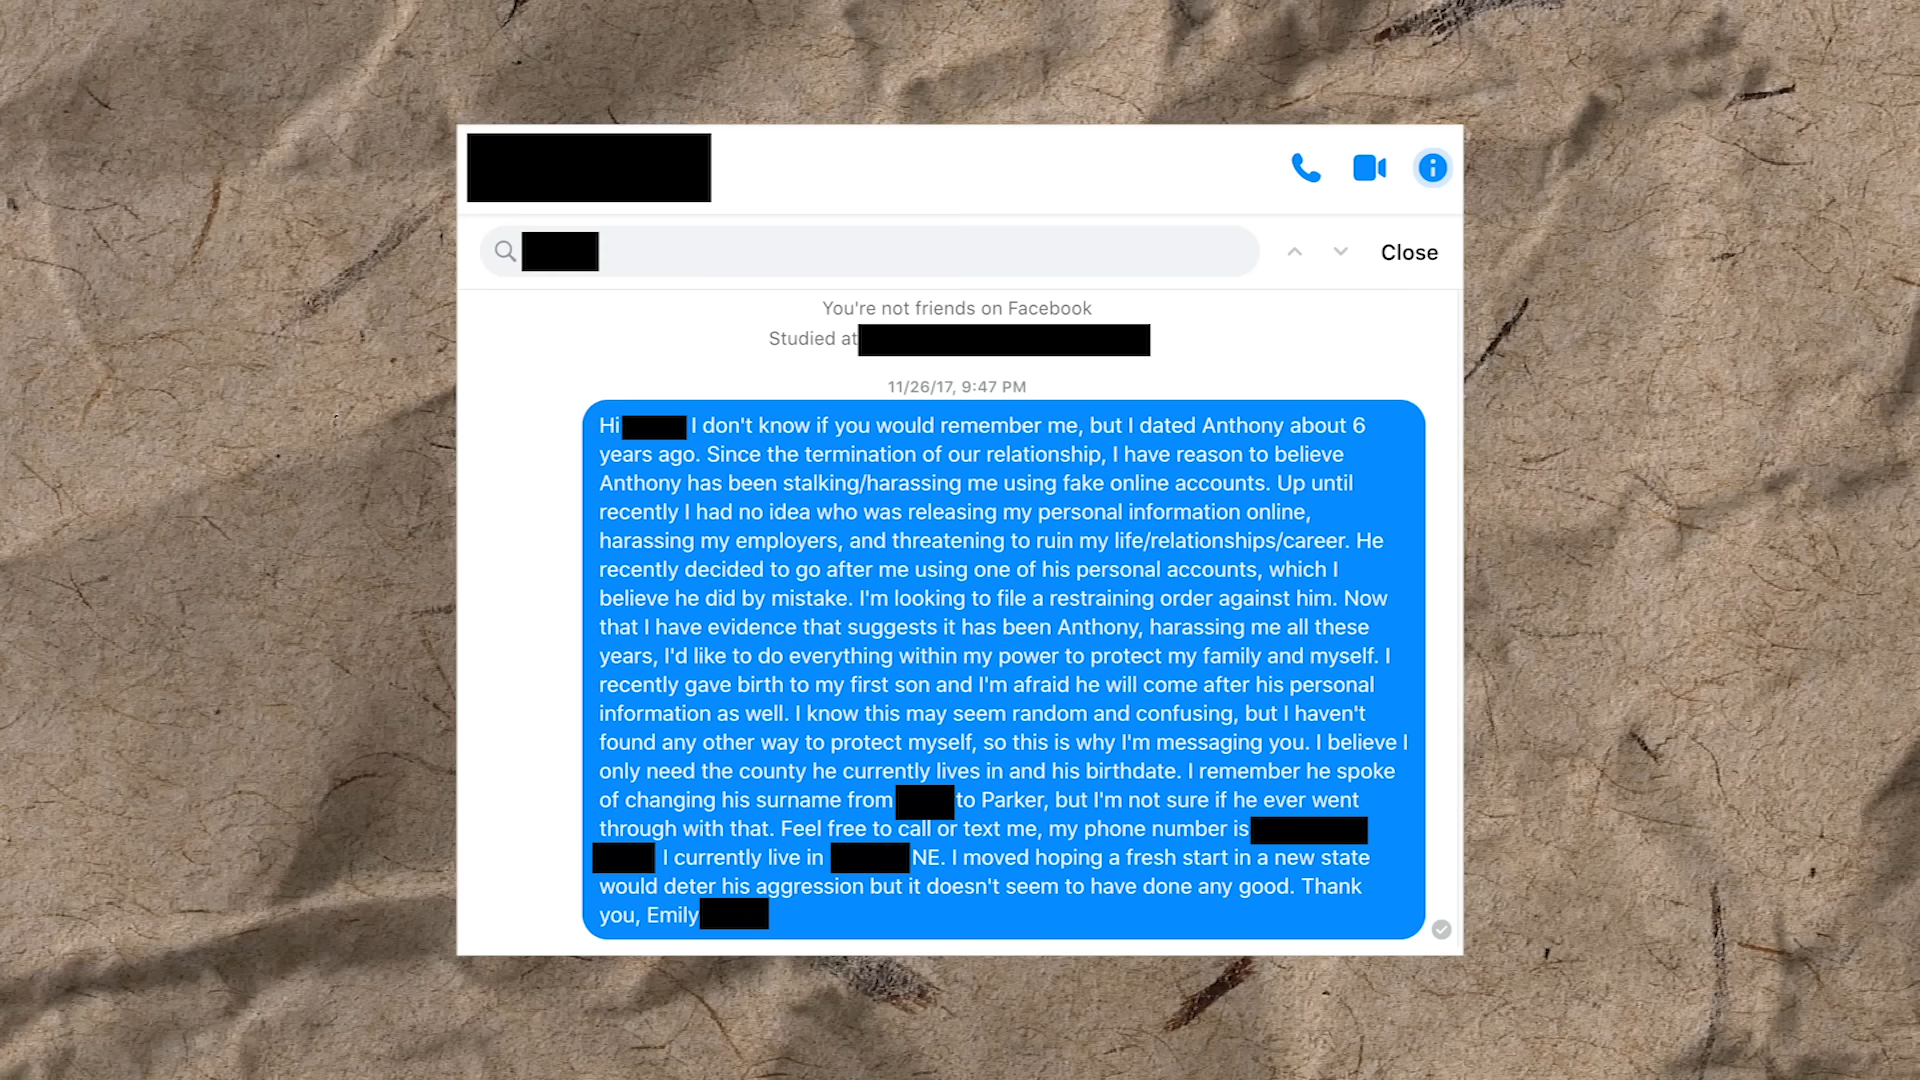 Close
You're not friends on Facebook
Studied at
11/26/17, 9:47 PM
Hi I don't know if you would remember me, but I dated Anthony about 6
years ago. Since the termination of our relationship, I have reason to believe
Anthony has been stalking/harassing me using fake online accounts. Up until
recently I had no idea who was releasing my personal information online,
harassing my employers, and threatening to ruin my life/relationships/career. He
recently decided to go after me using one of his personal accounts, which I
believe he did by mistake. I'm looking to file a restraining order against him. Now
that I have evidence that suggests it has been Anthony, harassing me all these
years, I'd like to do everything within my power to protect my family and myself. I
recently gave birth to my first son and I'm afraid he will come after his personal
information as well. I know this may seem random and confusing, but I haven't
found any other way to protect myself, so this is why I'm messaging you. I believe I
only need the county he currently lives in and his birthdate. I remember he spoke
of changing his surname from to Parker, but I'm not sure if he ever went
through with that. Feel free to call or text me, my phone number is
I currently live in NE. I moved hoping a fresh start in a new state
would deter his aggression but it doesn't seem to have done any good. Thank
you, Emily